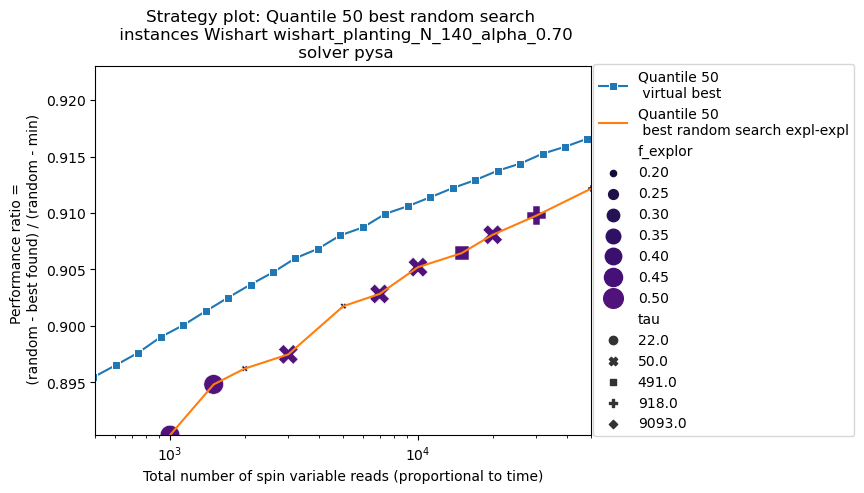 Strategy plot: Quantile 50 best random search
instances Wishart wishart_planting_N_140_alpha_0.70
solver pysa
Performance ratio =
(random - best found) / (random - min)
0.920
0.915
0.910
0.905
0.900
0.895
10^3
10^4
Total number of spin variable reads (proportional to time)
Quantile 50
virtual best
Quantile 50
best random search expl-expl
f_explor
0.20
0.25
0.30
0.35
0.40
0.45
0.50
tau
22.0
50.0
491.0
918.0
9093.0